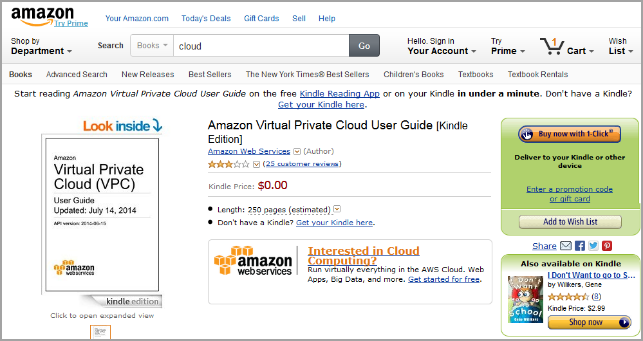 amazon
Try Prime
Your Amazon.com Today's Deals Gift Cards Sell Help
Shop by
Department
Search Books cloud Go
Hello. Sign in
Your Account
Try
Prime
1
Cart
Wish
List
Books Advanced Search New Releases Best Sellers The New York Times® Best Sellers Children's Books Textbooks Textbook Rentals
Start reading Amazon Virtual Private Cloud User Guide on the free Kindle Reading App or on your Kindle in under a minute. Don't have a Kindle?
Get your Kindle here.
Look inside
Amazon
Virtual Private
Cloud (VPC)
User Guide
Updated: July 14, 2014
amazon
webservices
kindle edition
Click to open expanded view
Amazon Virtual Private Cloud User Guide [Kindle
Edition]
Amazon Web Services (Author)
(25 customer reviews)
Kindle Price: $0.00
Length: 250 pages (estimated)
Don't have a Kindle? Get your Kindle here.
amazon
webservices
Interested in Cloud
Computing?
Run virtually everything in the AWS Cloud. Web
Apps, Big Data, and more. Get started for free.
Buy now with 1-Click®
Deliver to your Kindle or other
device
Enter a promotion code
or gift card
Add to Wish List
Share
Also available on Kindle
I Don't Want to go to S...
by Wilkers, Gene
(8)
Kindle Price: $2.99
Shop now
I Don't
Want to
go to
School